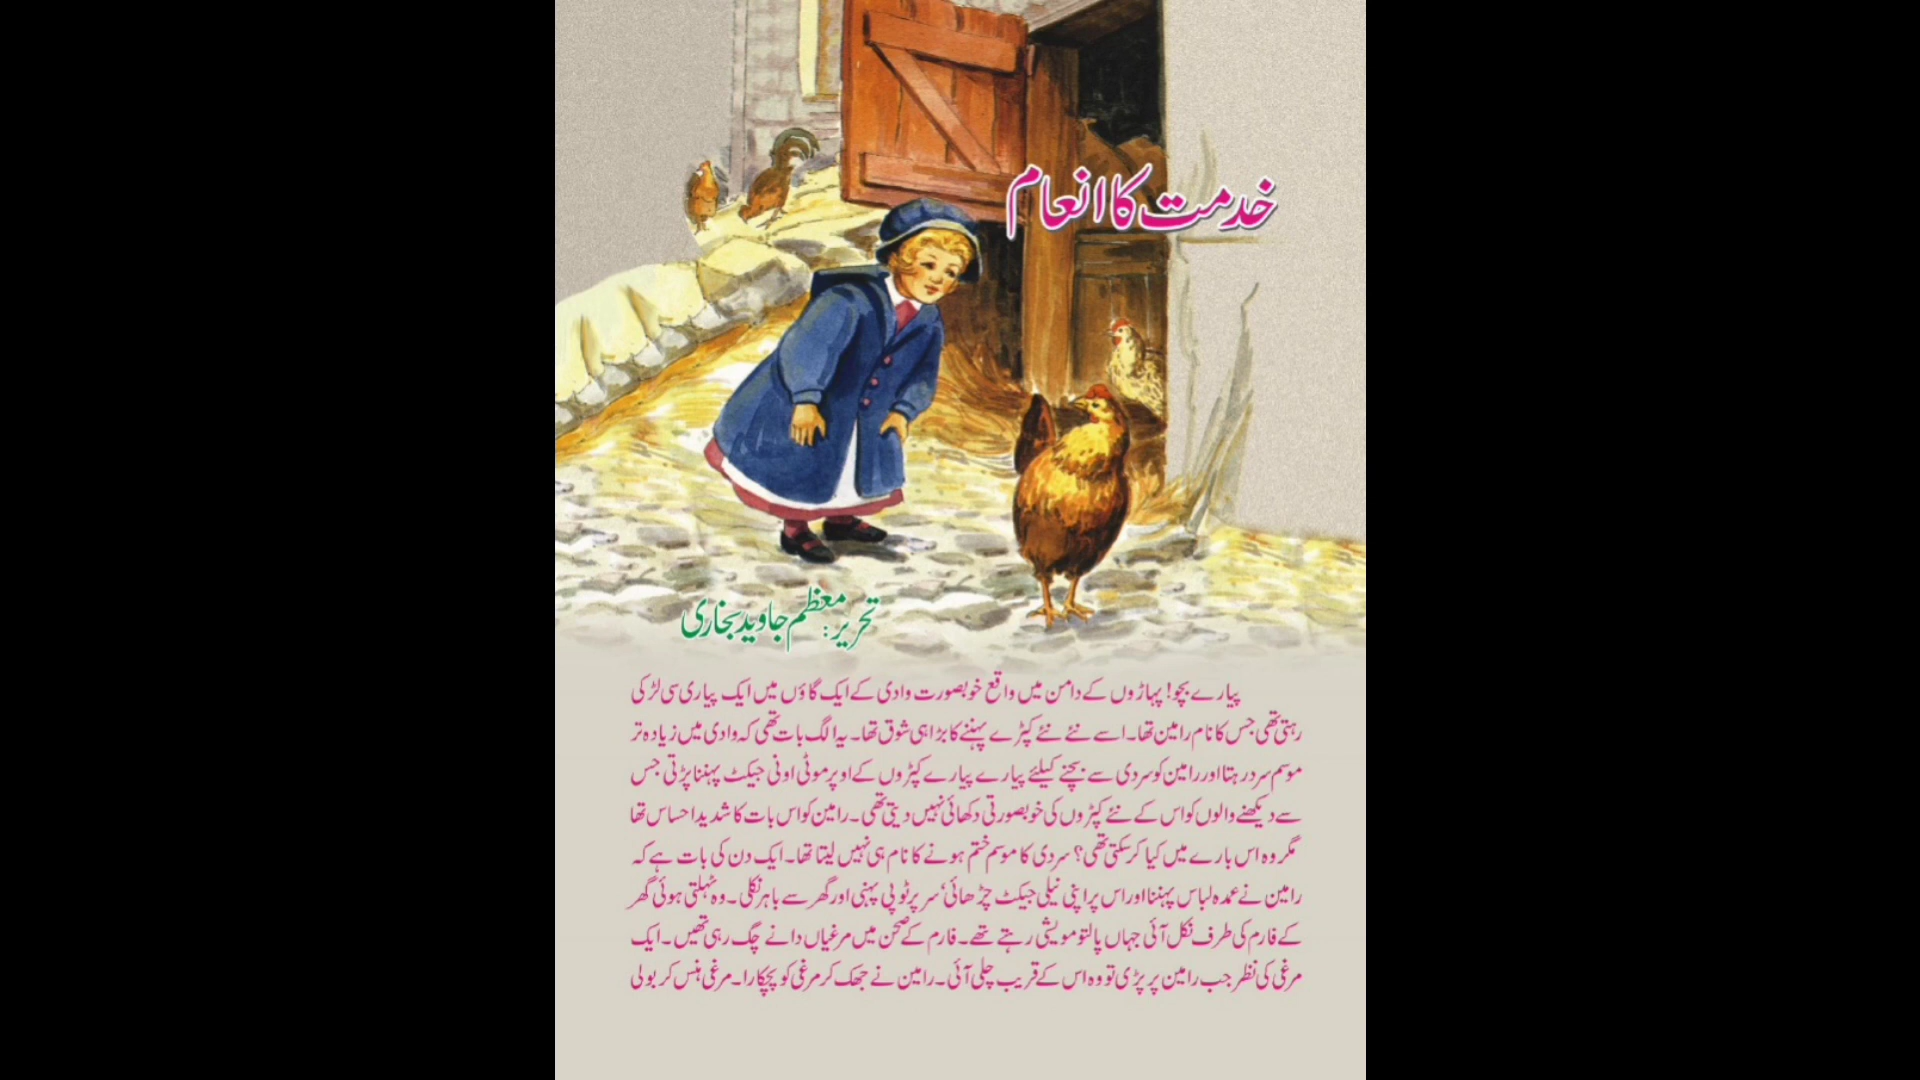 خدمت کا انعام
تحریر: معظم جاوید بخاری
پیارے بچو! پہاڑوں کے دامن میں واقع خوبصورت وادی کے ایک گاؤں میں ایک پیاری سی لڑکی
رہتی تھی جس کا نام رامین تھا۔ اسے نئے نئے کپڑے پہننے کا بڑا ہی شوق تھا۔ یہ الگ بات تھی کہ وادی میں زیادہ تر
موسم سرد رہتا اور رامین کو سردی سے بچنے کیلئے پیارے پیارے کپڑوں کے اوپر موٹی اونی جیکٹ پہننا پڑتی جس
سے دیکھنے والوں کو اس کے نئے کپڑوں کی خوبصورتی دکھائی نہیں دیتی تھی۔ رامین کو اس بات کا شدید احساس تھا
مگر وہ اس بارے میں کیا کر سکتی تھی؟ سردی کا موسم ختم ہونے کا نام ہی نہیں لیتا تھا۔ ایک دن کی بات ہے کہ
رامین نے عمدہ لباس پہننا اور اس پر اپنی نیلی جیکٹ چڑھائی‘ سر پر ٹوپی پہنی اور گھر سے باہر نکلی۔ وہ ٹہلتی ہوئی گھر
کے فارم کی طرف نکل آئی جہاں پالتو مویشی رہتے تھے۔ فارم کے صحن میں مرغیاں دانے چگ رہی تھیں۔ ایک
مرغی کی نظر جب رامین پر پڑی تو وہ اس کے قریب چلی آئی۔ رامین نے جھک کر مرغی کو پچکارا۔ مرغی ہنس کر بولی